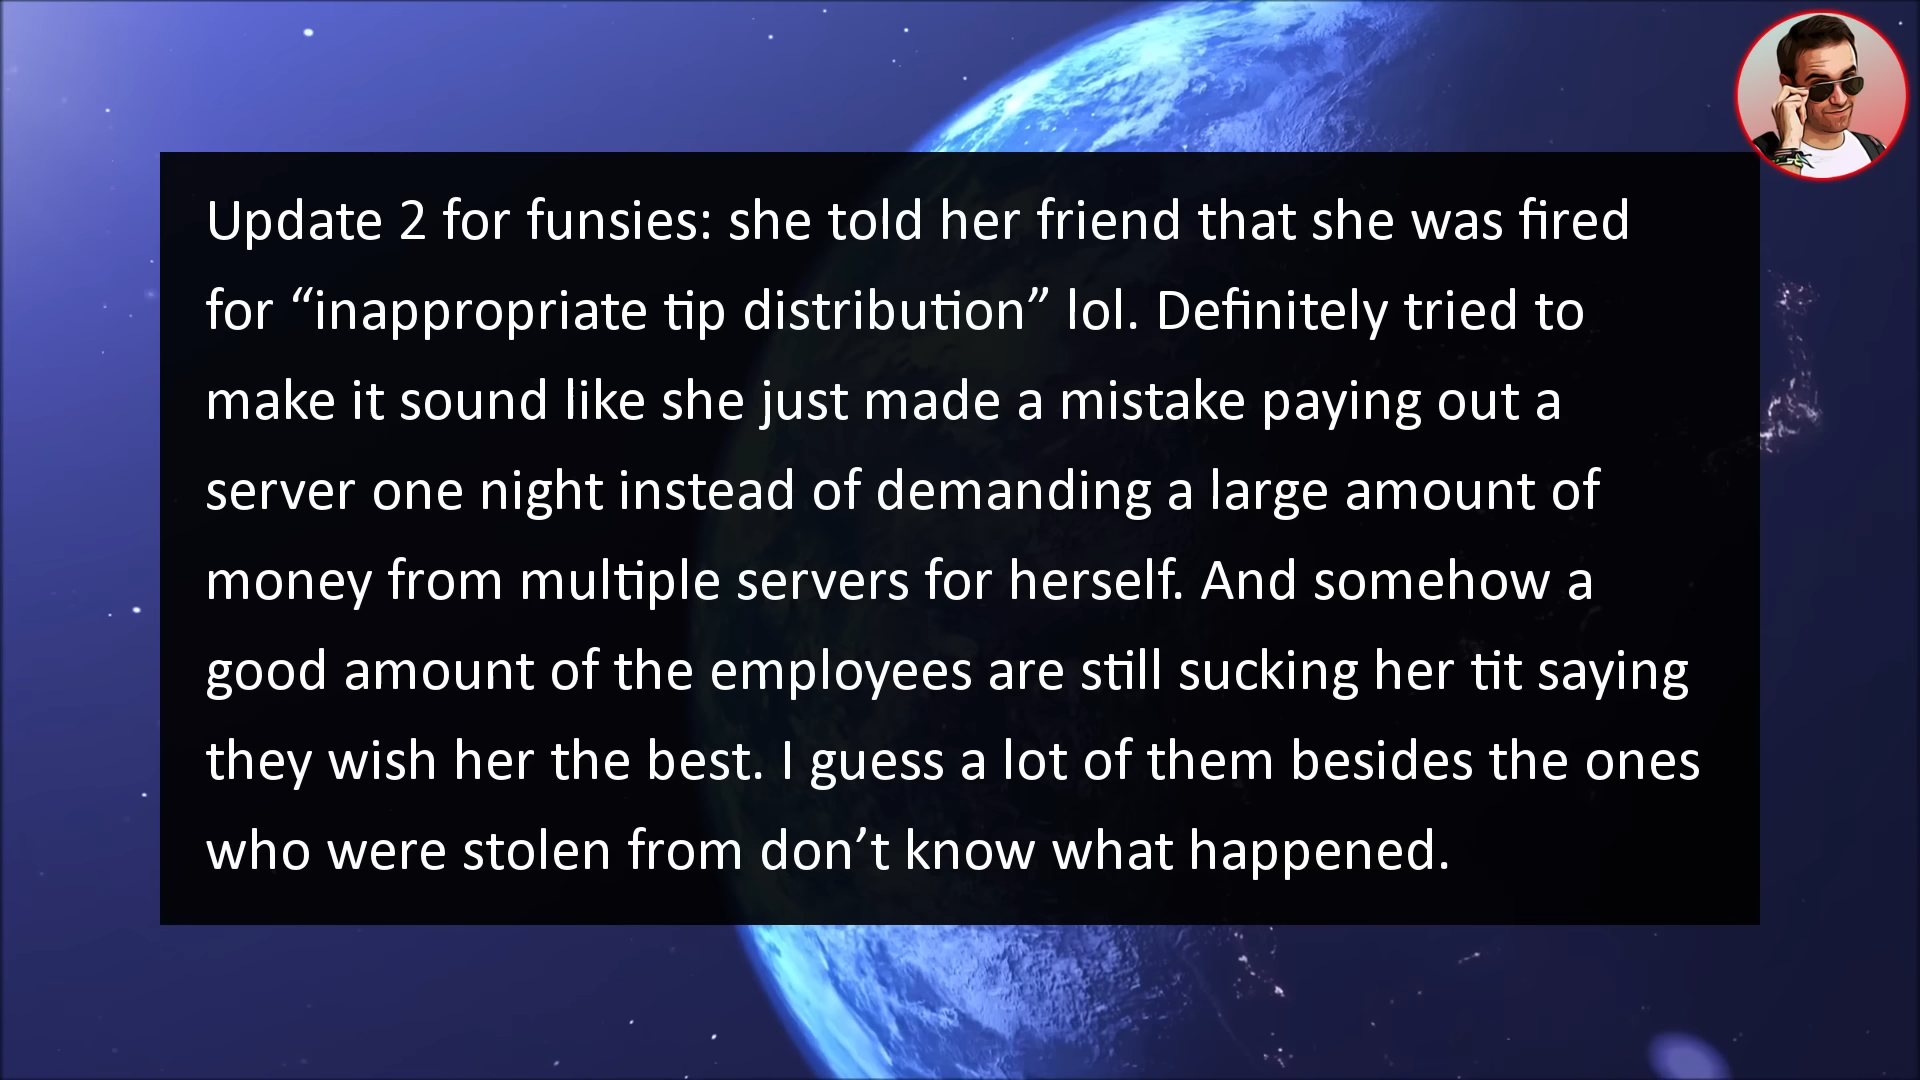 Update 2 for funsies: she told her friend that she was fired
for “inappropriate tip distribution” lol. Definitely tried to
make it sound like she just made a mistake paying out a
server one night instead of demanding a large amount of
money from multiple servers for herself. And somehow a
good amount of the employees are still sucking her tit saying
they wish her the best. I guess a lot of them besides the ones
who were stolen from don’t know what happened.